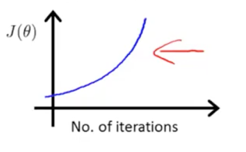 J(θ)
No. of iterations